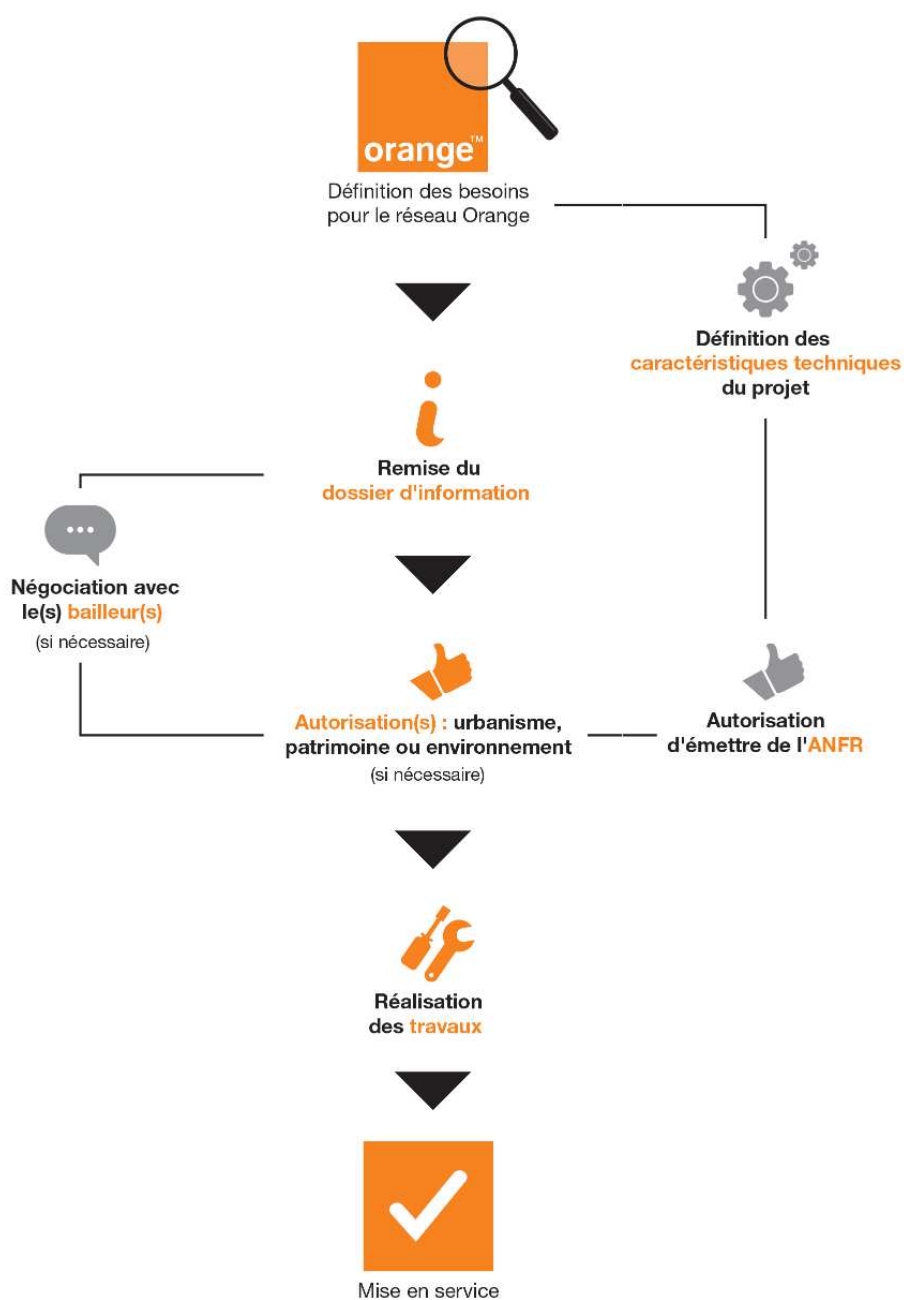 orange™
Définition des besoins
pour le réseau Orange
Définition des
caractéristiques techniques
du projet
Remise du
dossier d'information
Négociation avec
le(s) bailleur(s)
(si nécessaire)
Autorisation(s) : urbanisme,
patrimoine ou environnement
(si nécessaire)
Autorisation
d'émettre de l'ANFR
Réalisation
des travaux
Mise en service